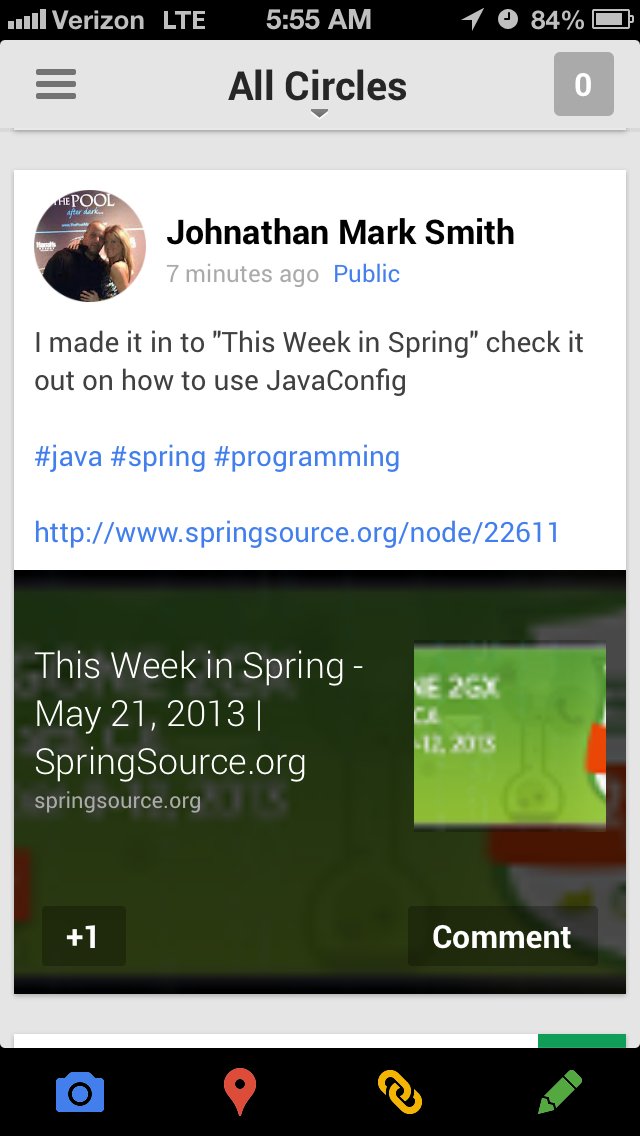 Verizon LTE 5:55 AM 84%
All Circles
0
THE POOL
after dark...
Johnathan Mark Smith
7 minutes ago Public
I made it in to "This Week in Spring" check it
out on how to use JavaConfig
#java #spring #programming
http://www.springsource.org/node/22611
This Week in Spring -
May 21, 2013 |
SpringSource.org
springsource.org
NE 2GX
CA
-12, 2013
+1
Comment